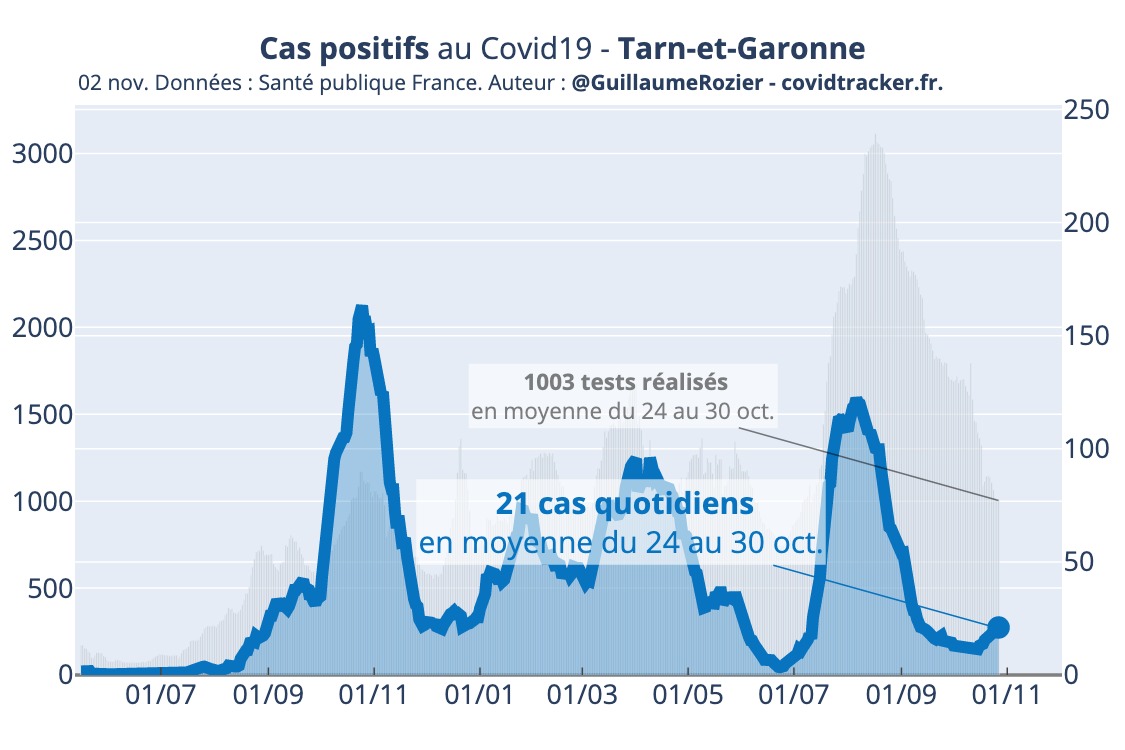 Cas positifs au Covid19 - Tarn-et-Garonne
02 nov. Données : Santé publique France. Auteur : @GuillaumeRozier - covidtracker.fr.
250
3000
200
2500
2000
150
1003 tests réalisés
en moyenne du 24 au 30 oct.
1500
100
1000
21 cas quotidiens
en moyenne du 24 au 30 oct.
50
500
0
0
01/07 01/09 01/11 01/01 01/03 01/05 01/07 01/09 01/11